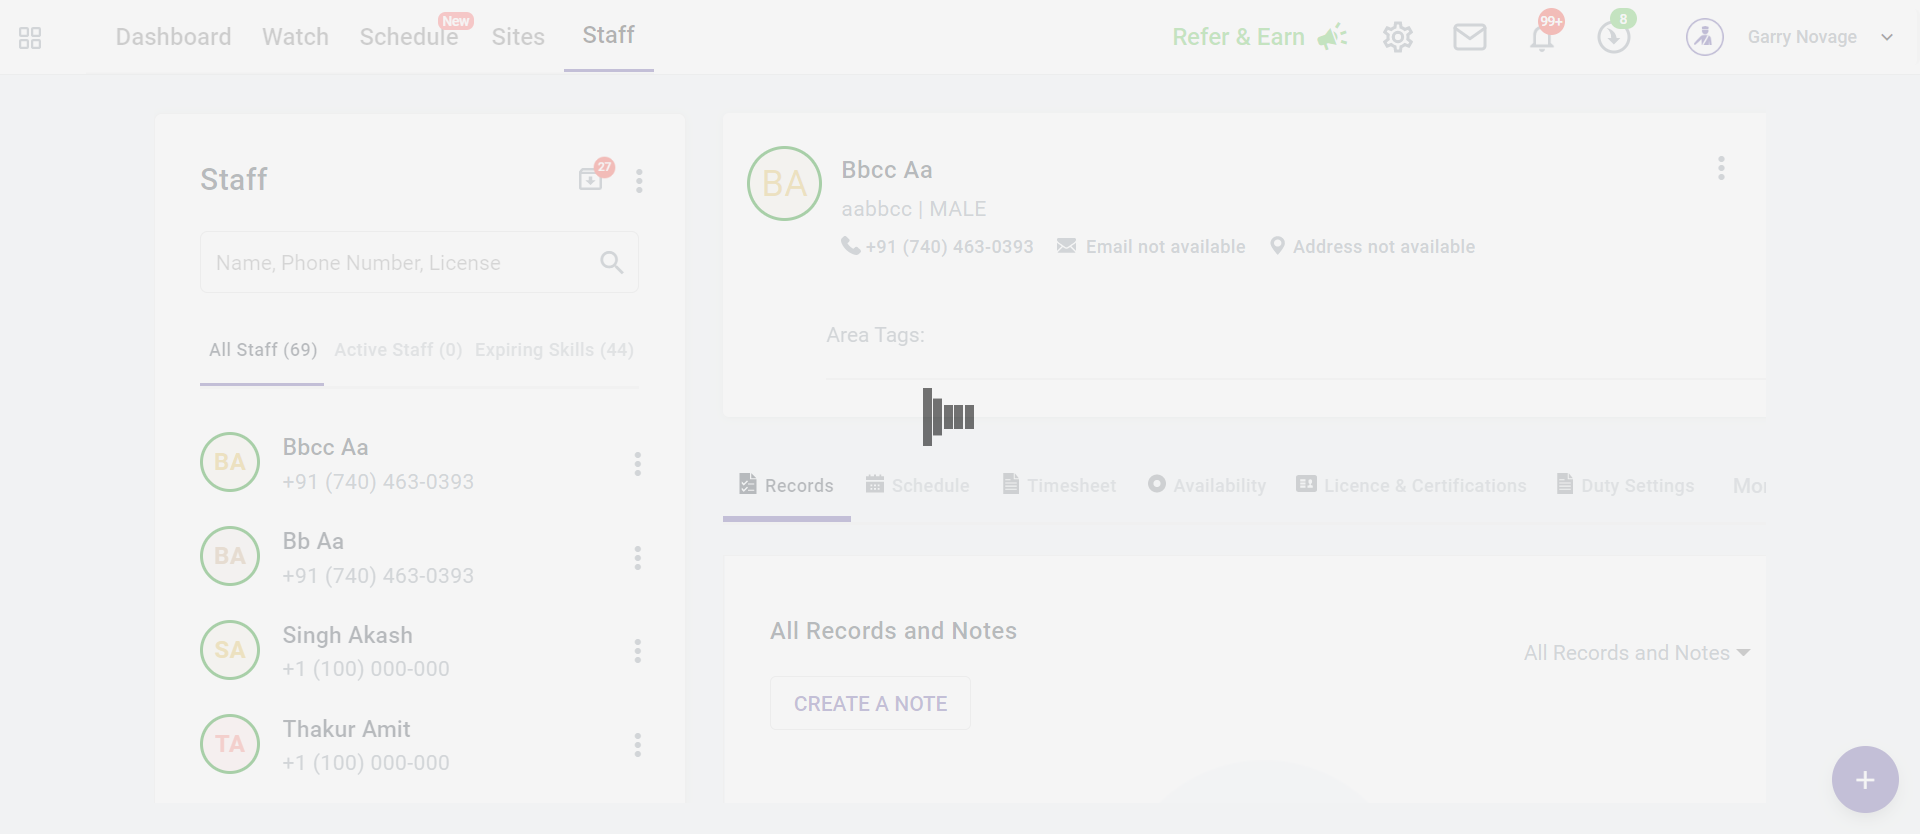 Dashboard Watch Schedule New Sites Staff Refer & Earn 99+ 8 Garry Novage
Staff 27
Name, Phone Number, License
All Staff (69) Active Staff (0) Expiring Skills (44)
BA Bbcc Aa
+91 (740) 463-0393
BA Bb Aa
+91 (740) 463-0393
SA Singh Akash
+1 (100) 000-000
TA Thakur Amit
+1 (100) 000-000
BA Bbcc Aa
aabbcc | MALE
+91 (740) 463-0393 Email not available Address not available
Area Tags:
Records Schedule Timesheet Availability Licence & Certifications Duty Settings
All Records and Notes
All Records and Notes
CREATE A NOTE